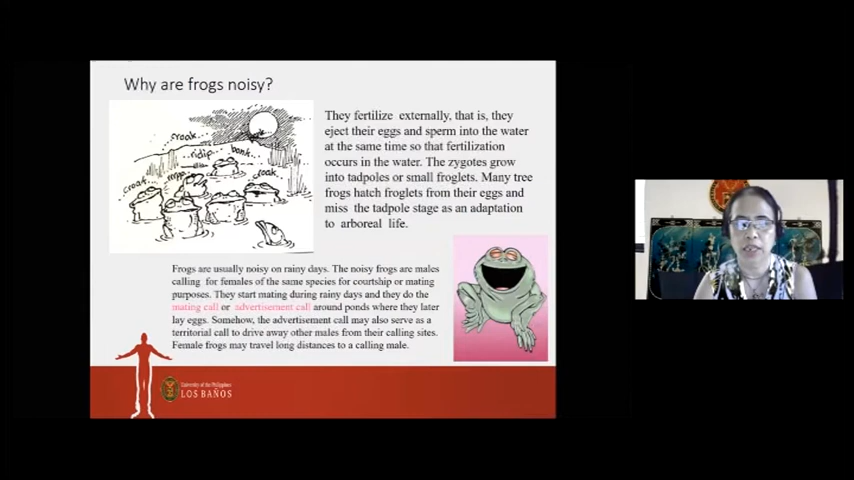 Why are frogs noisy?
croak..
ridip..
bonk..
croak..
croak..
They fertilize externally, that is, they
eject their eggs and sperm into the water
at the same time so that fertilization
occurs in the water. The zygotes grow
into tadpoles or small froglets. Many tree
frogs hatch froglets from their eggs and
miss the tadpole stage as an adaptation
to arboreal life.
Frogs are usually noisy on rainy days. The noisy frogs are males
calling for females of the same species for courtship or mating
purposes. They start mating during rainy days and they do the
mating call or advertisement call around ponds where they later
lay eggs. Somehow, the advertisement call may also serve as a
territorial call to drive away other males from their calling sites.
Female frogs may travel long distances to a calling male.
University of the Philippines
LOS BAÑOS